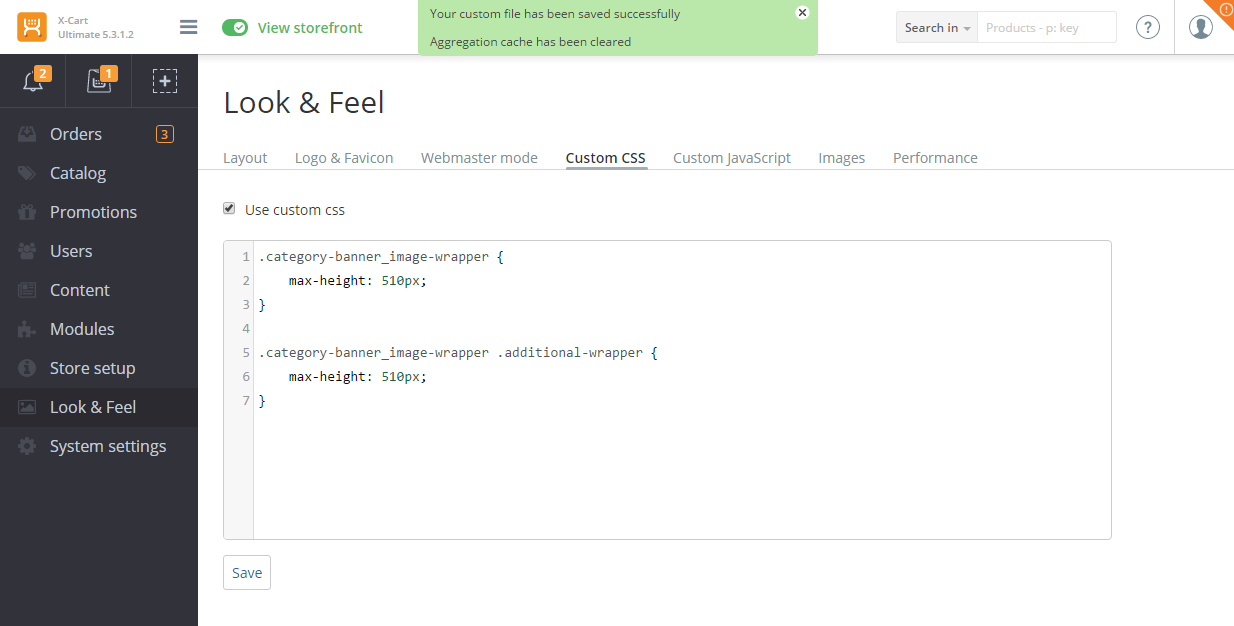 X-Cart
Ultimate 5.3.1.2
View storefront
Your custom file has been saved successfully
Aggregation cache has been cleared
Search in
Products - p: key
?
2
1
Orders 3
Catalog
Promotions
Users
Content
Modules
Store setup
Look & Feel
System settings
Look & Feel
Layout Logo & Favicon Webmaster mode Custom CSS Custom JavaScript Images Performance
Use custom css
1 .category-banner_image-wrapper {
2 max-height: 510px;
3 }
4
5 .category-banner_image-wrapper .additional-wrapper {
6 max-height: 510px;
7 }
Save